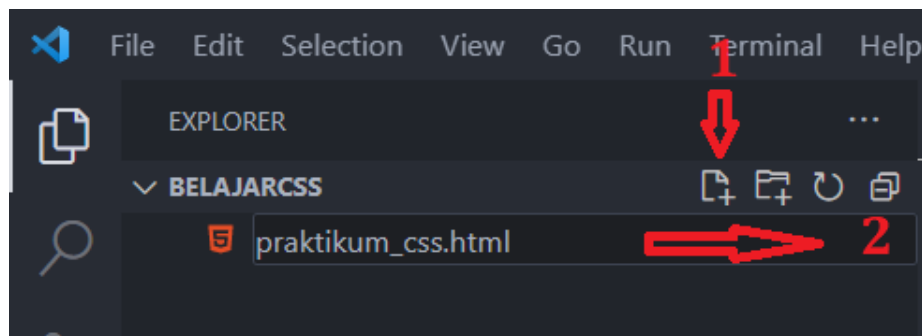 File Edit Selection View Go Run Terminal Help
1
EXPLORER
BELAJARCSS
praktikum_css.html 2